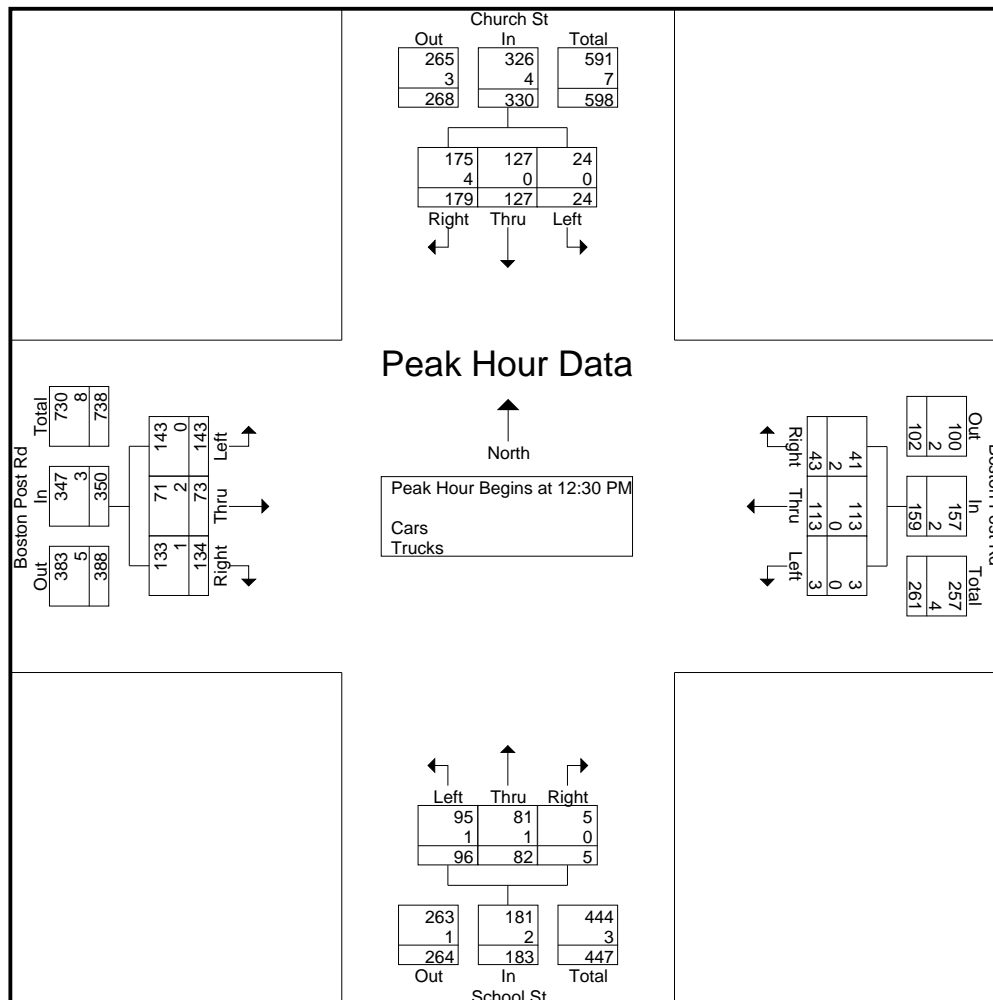 Church St
Out In Total
265 326 591
3 4 7
268 330 598
175 127 24
4 0 0
179 127 24
Right Thru Left
Peak Hour Data
North
Peak Hour Begins at 12:30 PM
Cars
Trucks
Boston Post Rd
Total
730
8
738
In
347
3
350
Out
383
5
388
143
0
143
Left
71
2
73
Thru
133
1
134
Right
Right
43
2
41
Thru
113
0
113
Left
3
0
3
Out
102
2
100
In
159
2
157
Total
261
4
257
Boston Post Rd
Left Thru Right
95 81 5
1 1 0
96 82 5
263 181 444
1 2 3
264 183 447
Out In Total
School St